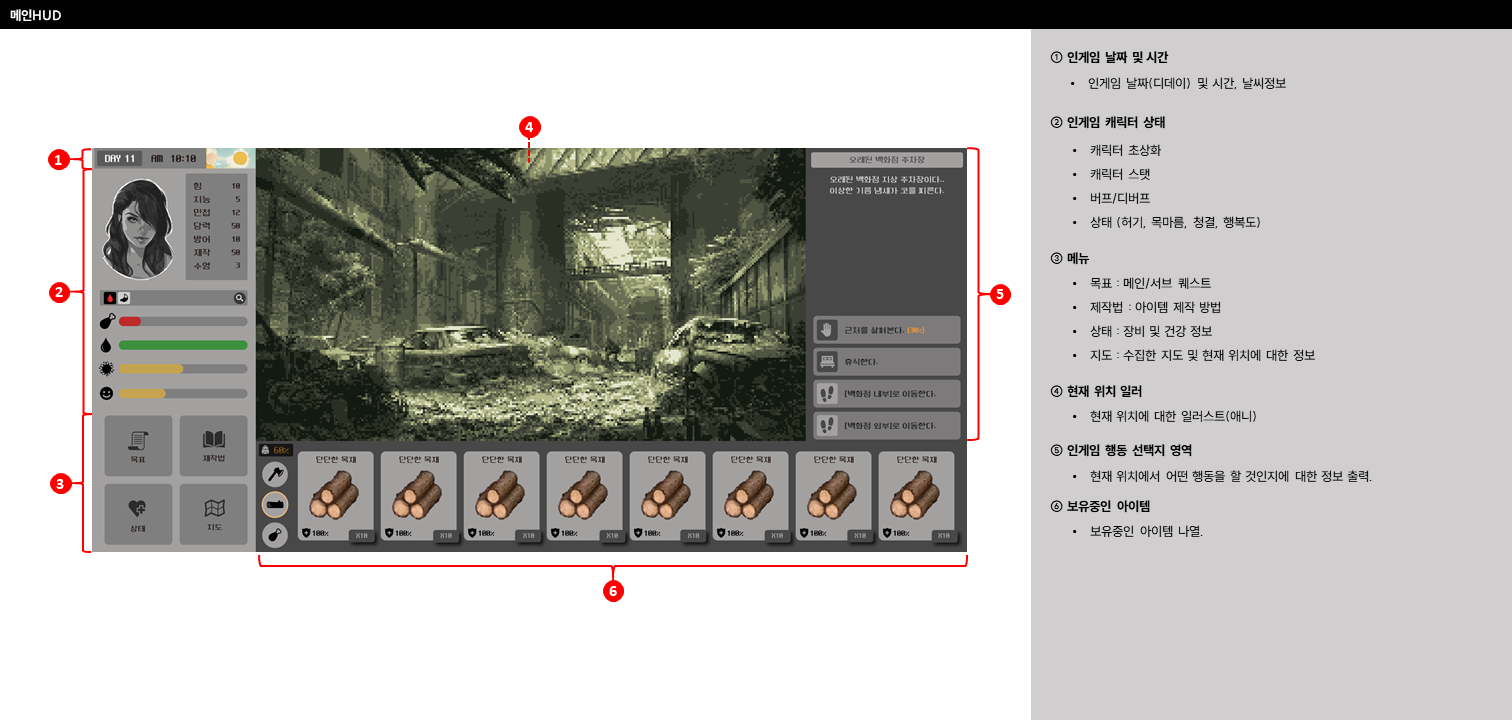 메인HUD
1
DAY 11 AM 10:10
2
힘 10
지능 5
민첩 12
담력 50
방어 10
제작 50
수영 3
3
목표
제작법
상태
지도
4
5
오래된 백화점 주차장
오래된 백화점 지상 주차장이다..
이상한 기름 냄새가 코를 찌른다.
근처를 살펴본다. (30c)
휴식한다.
[백화점 내부]로 이동한다.
[백화점 외부]로 이동한다.
60%
단단한 목재 단단한 목재 단단한 목재 단단한 목재 단단한 목재 단단한 목재 단단한 목재 단단한 목재
100% X10 100% X10 100% X10 100% X10 100% X10 100% X10 100% X10 100% X10
6
① 인게임 날짜 및 시간
• 인게임 날짜(디데이) 및 시간, 날씨정보
② 인게임 캐릭터 상태
• 캐릭터 초상화
• 캐릭터 스탯
• 버프/디버프
• 상태 (허기, 목마름, 청결, 행복도)
③ 메뉴
• 목표 : 메인/서브 퀘스트
• 제작법 : 아이템 제작 방법
• 상태 : 장비 및 건강 정보
• 지도 : 수집한 지도 및 현재 위치에 대한 정보
④ 현재 위치 일러
• 현재 위치에 대한 일러스트(애니)
⑤ 인게임 행동 선택지 영역
• 현재 위치에서 어떤 행동을 할 것인지에 대한 정보 출력.
⑥ 보유중인 아이템
• 보유중인 아이템 나열.